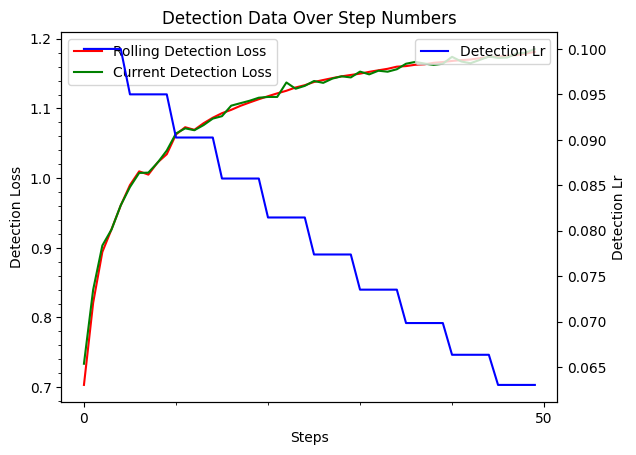 Detection Data Over Step Numbers
Rolling Detection Loss
Current Detection Loss
Detection Lr
1.2
1.1
1.0
0.9
0.8
0.7
Detection Loss
0.100
0.095
0.090
0.085
0.080
0.075
0.070
0.065
Detection Lr
0
50
Steps